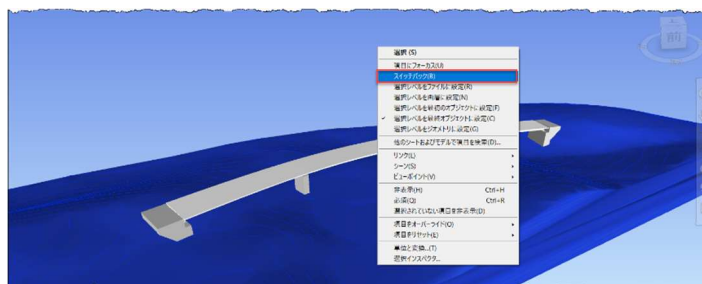 前
選択 (S)
項目にフォーカス(U)
スイッチバック(B)
選択レベルをファイルに設定(R)
選択レベルを画層に設定(N)
選択レベルを最初のオブジェクトに設定(F)
選択レベルを最終オブジェクトに設定(C)
選択レベルをジオメトリに設定(G)
他のシートおよびモデルで項目を検索(D)...
リンク(L)
シーン(S)
ビューポイント(V)
非表示(H) Ctrl+H
必須(Q) Ctrl+R
選択されていない項目を非表示(D)
項目をオーバーライド(O)
項目をリセット(E)
単位と変換...(T)
選択インスペクタ...